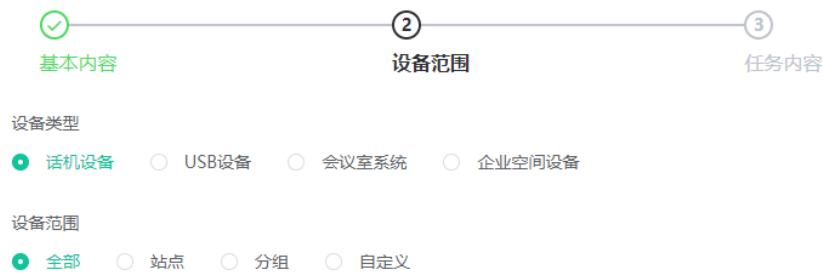 2 3
基本内容 设备范围 任务内容
设备类型
话机设备 USB设备 会议室系统 企业空间设备
设备范围
全部 站点 分组 自定义